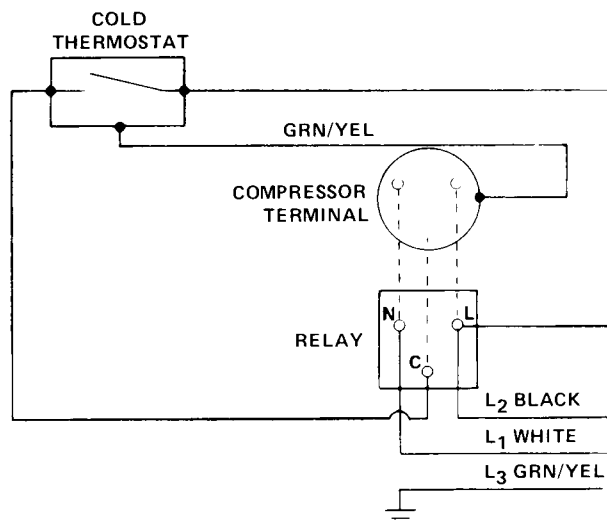 COLD
THERMOSTAT
GRN/YEL
COMPRESSOR
TERMINAL
N
L
RELAY
C
L2 BLACK
L1 WHITE
L3 GRN/YEL